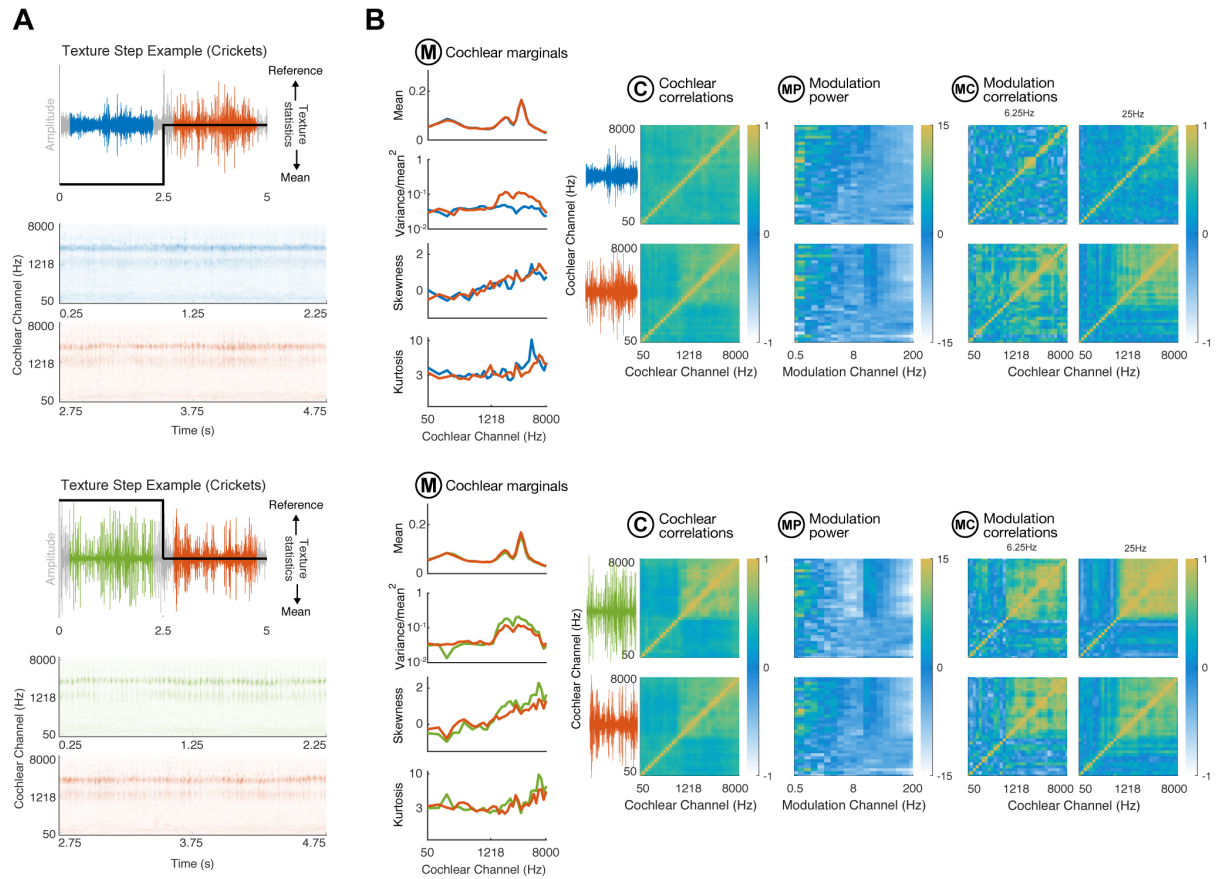 A
Texture Step Example (Crickets)
Amplitude
Reference
Texture
statistics
Mean
0
2.5
5
Cochlear Channel (Hz)
8000
1218
50
0.25
1.25
2.25
8000
1218
50
2.75
3.75
4.75
Time (s)
Texture Step Example (Crickets)
Amplitude
Reference
Texture
statistics
Mean
0
2.5
5
Cochlear Channel (Hz)
8000
1218
50
0.25
1.25
2.25
8000
1218
50
2.75
3.75
4.75
Time (s)
B
M Cochlear marginals
Mean
0.2
0
Variance/mean2
10-1
10-2
Skewness
2
0
Kurtosis
10
3
50
1218
8000
Cochlear Channel (Hz)
C Cochlear
correlations
MP Modulation
power
MC Modulation
correlations
6.25Hz
25Hz
Cochlear Channel (Hz)
8000
50
8000
50
50
1218
8000
Cochlear Channel (Hz)
1
0
-1
0.5
8
200
Modulation Channel (Hz)
15
0
-15
50
1218
8000
50
1218
8000
Cochlear Channel (Hz)
1
0
-1
M Cochlear marginals
Mean
0.2
0
Variance/mean2
10-1
10-2
Skewness
2
0
Kurtosis
10
3
50
1218
8000
Cochlear Channel (Hz)
C Cochlear
correlations
MP Modulation
power
MC Modulation
correlations
6.25Hz
25Hz
Cochlear Channel (Hz)
8000
50
8000
50
50
1218
8000
Cochlear Channel (Hz)
1
0
-1
0.5
8
200
Modulation Channel (Hz)
15
0
-15
50
1218
8000
50
1218
8000
Cochlear Channel (Hz)
1
0
-1